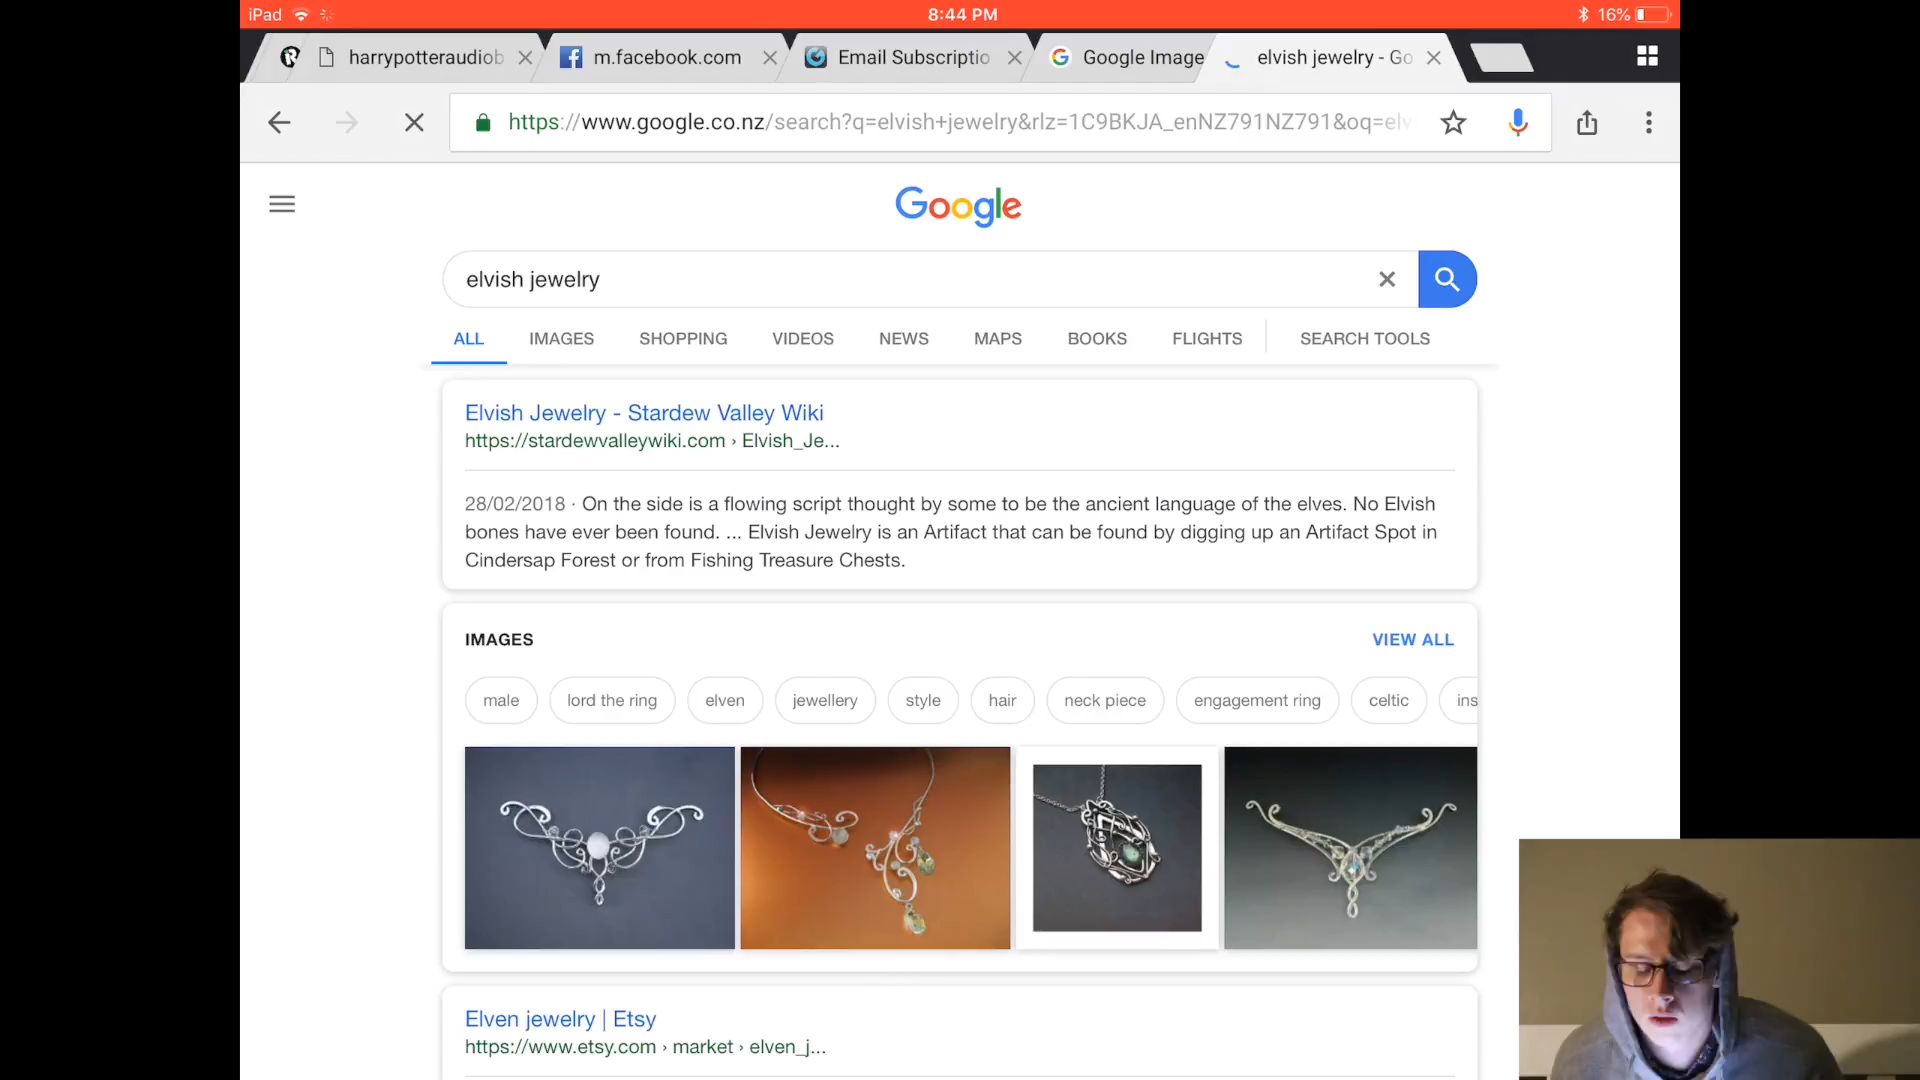 iPad
8:44 PM
16%
harrypotteraudiob
m.facebook.com
Email Subscriptio
Google Image
elvish jewelry - Go
https://www.google.co.nz/search?q=elvish+jewelry&rlz=1C9BKJA_enNZ791NZ791&oq=elv
Google
elvish jewelry
ALL IMAGES SHOPPING VIDEOS NEWS MAPS BOOKS FLIGHTS SEARCH TOOLS
Elvish Jewelry - Stardew Valley Wiki
https://stardewvalleywiki.com › Elvish_Je...
28/02/2018 · On the side is a flowing script thought by some to be the ancient language of the elves. No Elvish
bones have ever been found. ... Elvish Jewelry is an Artifact that can be found by digging up an Artifact Spot in
Cindersap Forest or from Fishing Treasure Chests.
IMAGES
VIEW ALL
male
lord the ring
elven
jewellery
style
hair
neck piece
engagement ring
celtic
ins
Elven jewelry | Etsy
https://www.etsy.com › market › elven_j...